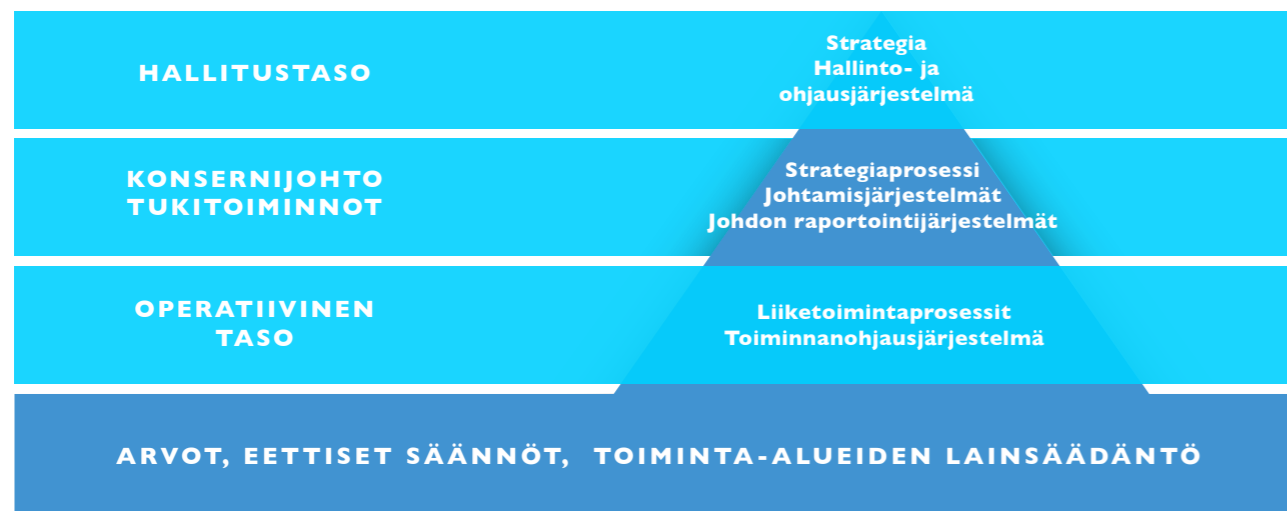 HALLITUSTASO
Strategia
Hallinto- ja
ohjausjärjestelmä
KONSERNIJOHTO
TUKITOIMINNOT
Strategiaprosessi
Johtamisjärjestelmät
Johdon raportointijärjestelmät
OPERATIIVINEN
TASO
Liiketoimintaprosessit
Toiminnanohjausjärjestelmä
ARVOT, EETTISET SÄÄNNÖT, TOIMINTA-ALUEIDEN LAINSÄÄDÄNTÖ